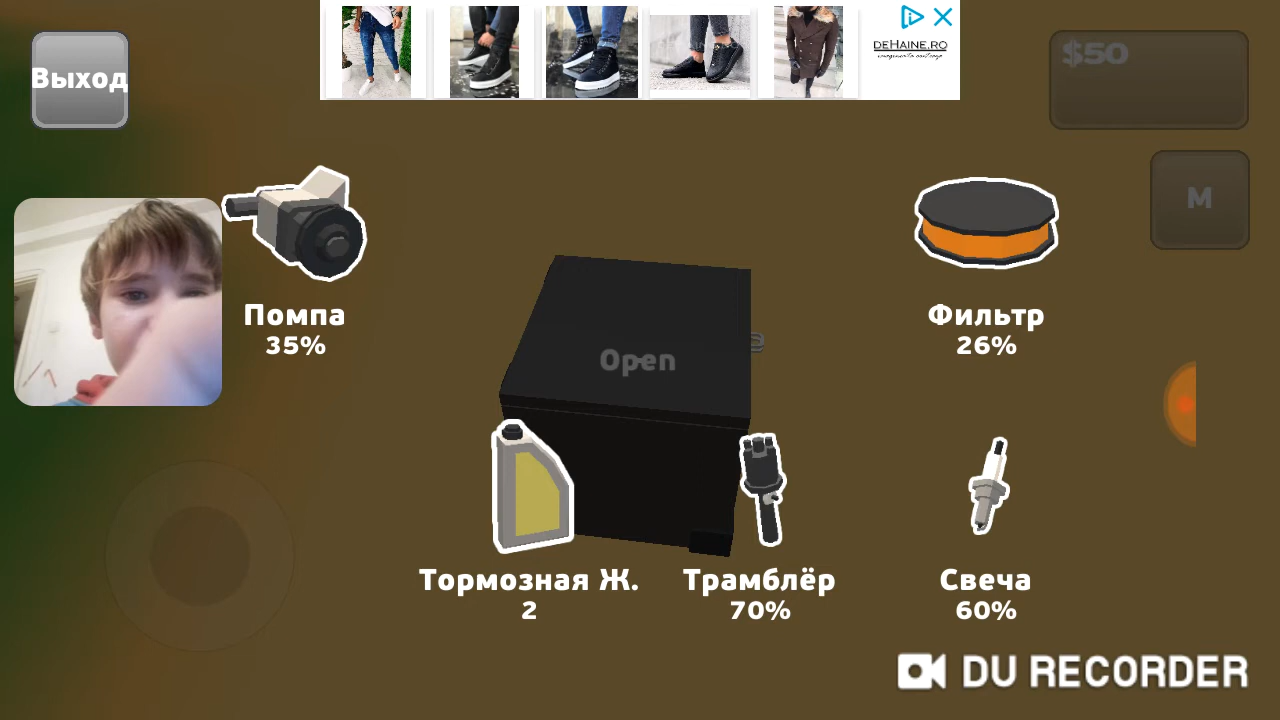 Выход
DEHAINE.RO
$50
M
Помпа
35%
Фильтр
26%
Open
Тормозная Ж.
2
Трамблёр
70%
Свеча
60%
DU RECORDER